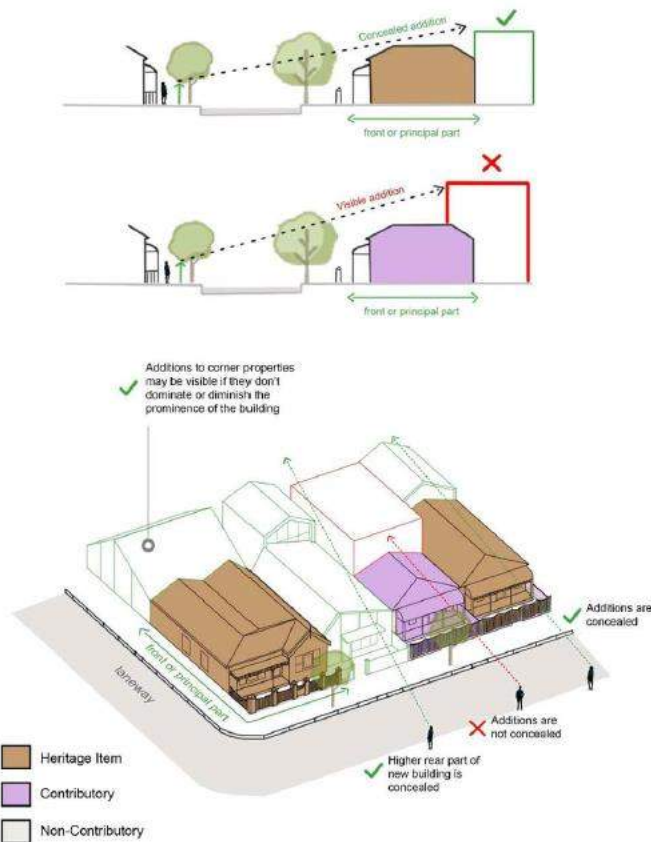 Concealed addition
front or principal part
Visible addition
front or principal part
Additions to corner properties
may be visible if they don't
dominate or diminish the
prominence of the building
front or principal part
laneway
Additions are
concealed
Additions are
not concealed
Higher rear part of
new building is
concealed
Heritage Item
Contributory
Non-Contributory